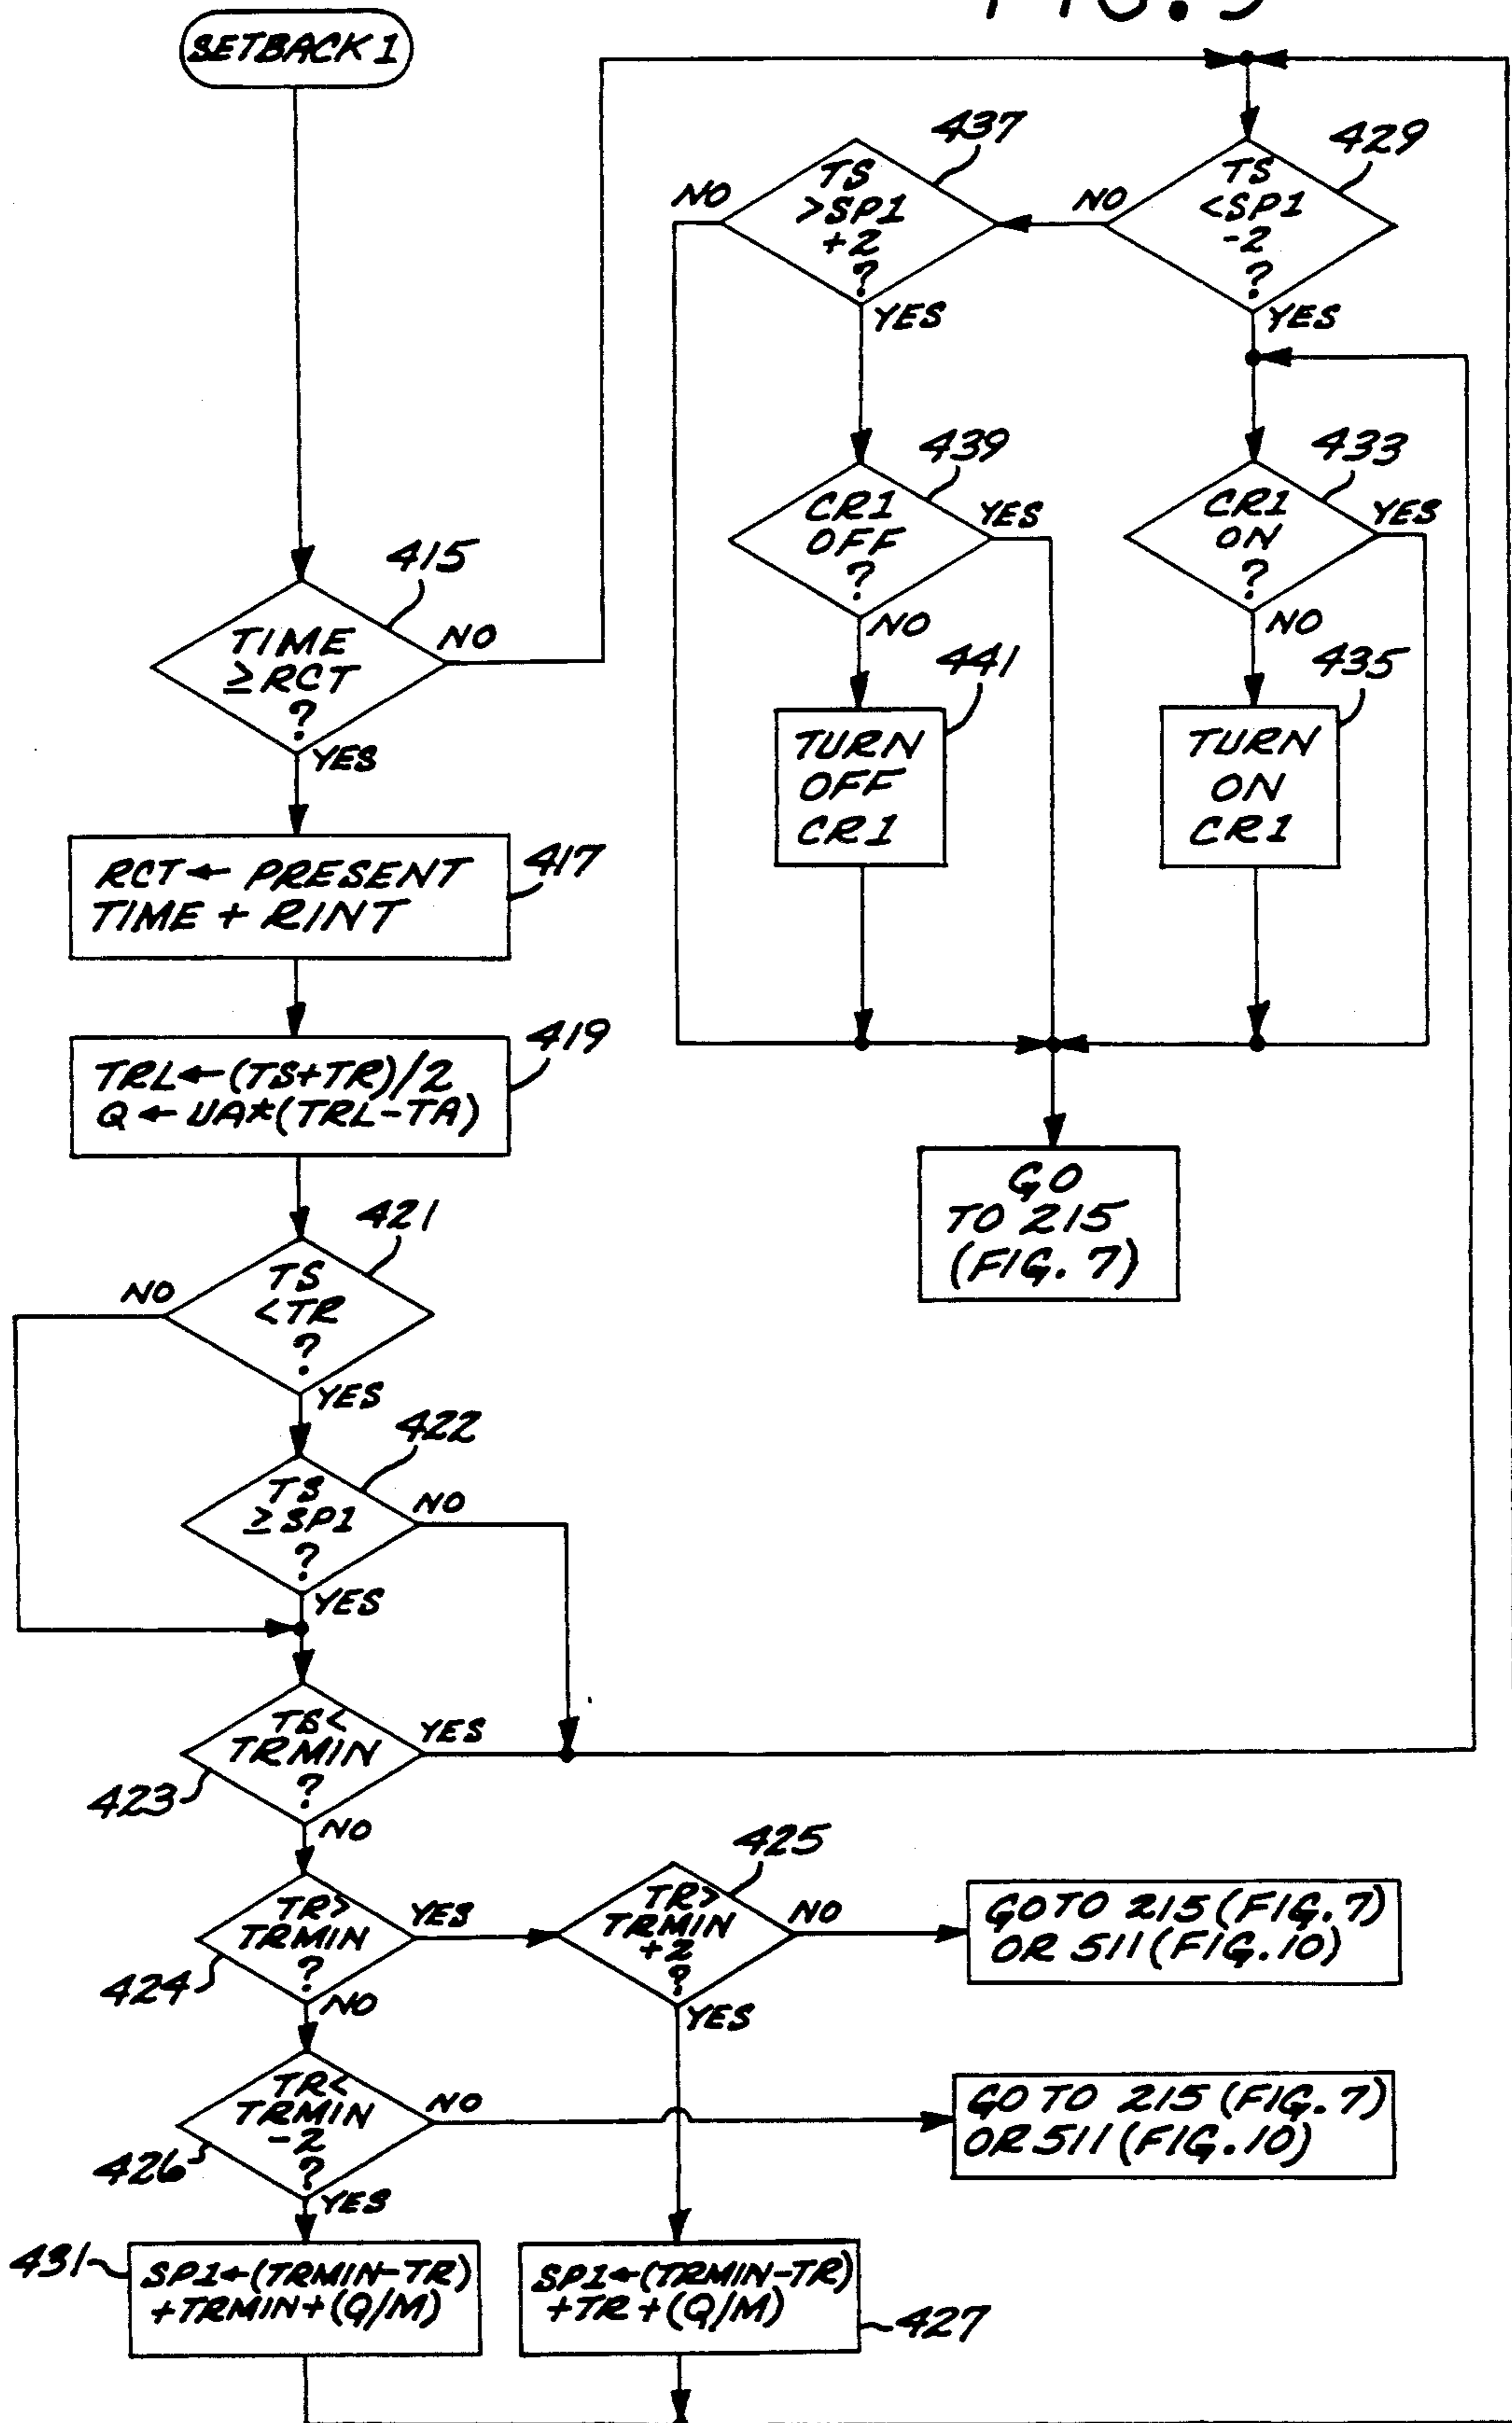 FIG. 9
SETBACK 1
437
429
TS
>SP1
+2
?
NO
YES
TS
<SP1
-2
?
NO
YES
439
433
CR1
OFF
?
YES
NO
CR1
ON
?
YES
NO
415
TIME
≥RCT
?
NO
YES
441
435
TURN
OFF
CR1
TURN
ON
CR1
RCT← PRESENT
TIME + RINT
417
TRL←(TS+TR)/2
Q ← UA*(TRL-TA)
419
GO
TO 215
(FIG. 7)
421
TS
<TR
?
NO
YES
422
TS
≥SP1
?
NO
YES
TS<
TRMIN
?
YES
423
NO
TR>
TRMIN
?
YES
424
NO
425
TR>
TRMIN
+2
?
NO
YES
GO TO 215 (FIG. 7)
OR 511 (FIG. 10)
TR<
TRMIN
-2
?
NO
426
YES
GO TO 215 (FIG. 7)
OR 511 (FIG. 10)
431
SP1←(TRMIN-TR)
+TRMIN+(Q/M)
SP1←(TRMIN-TR)
+TR+(Q/M)
427